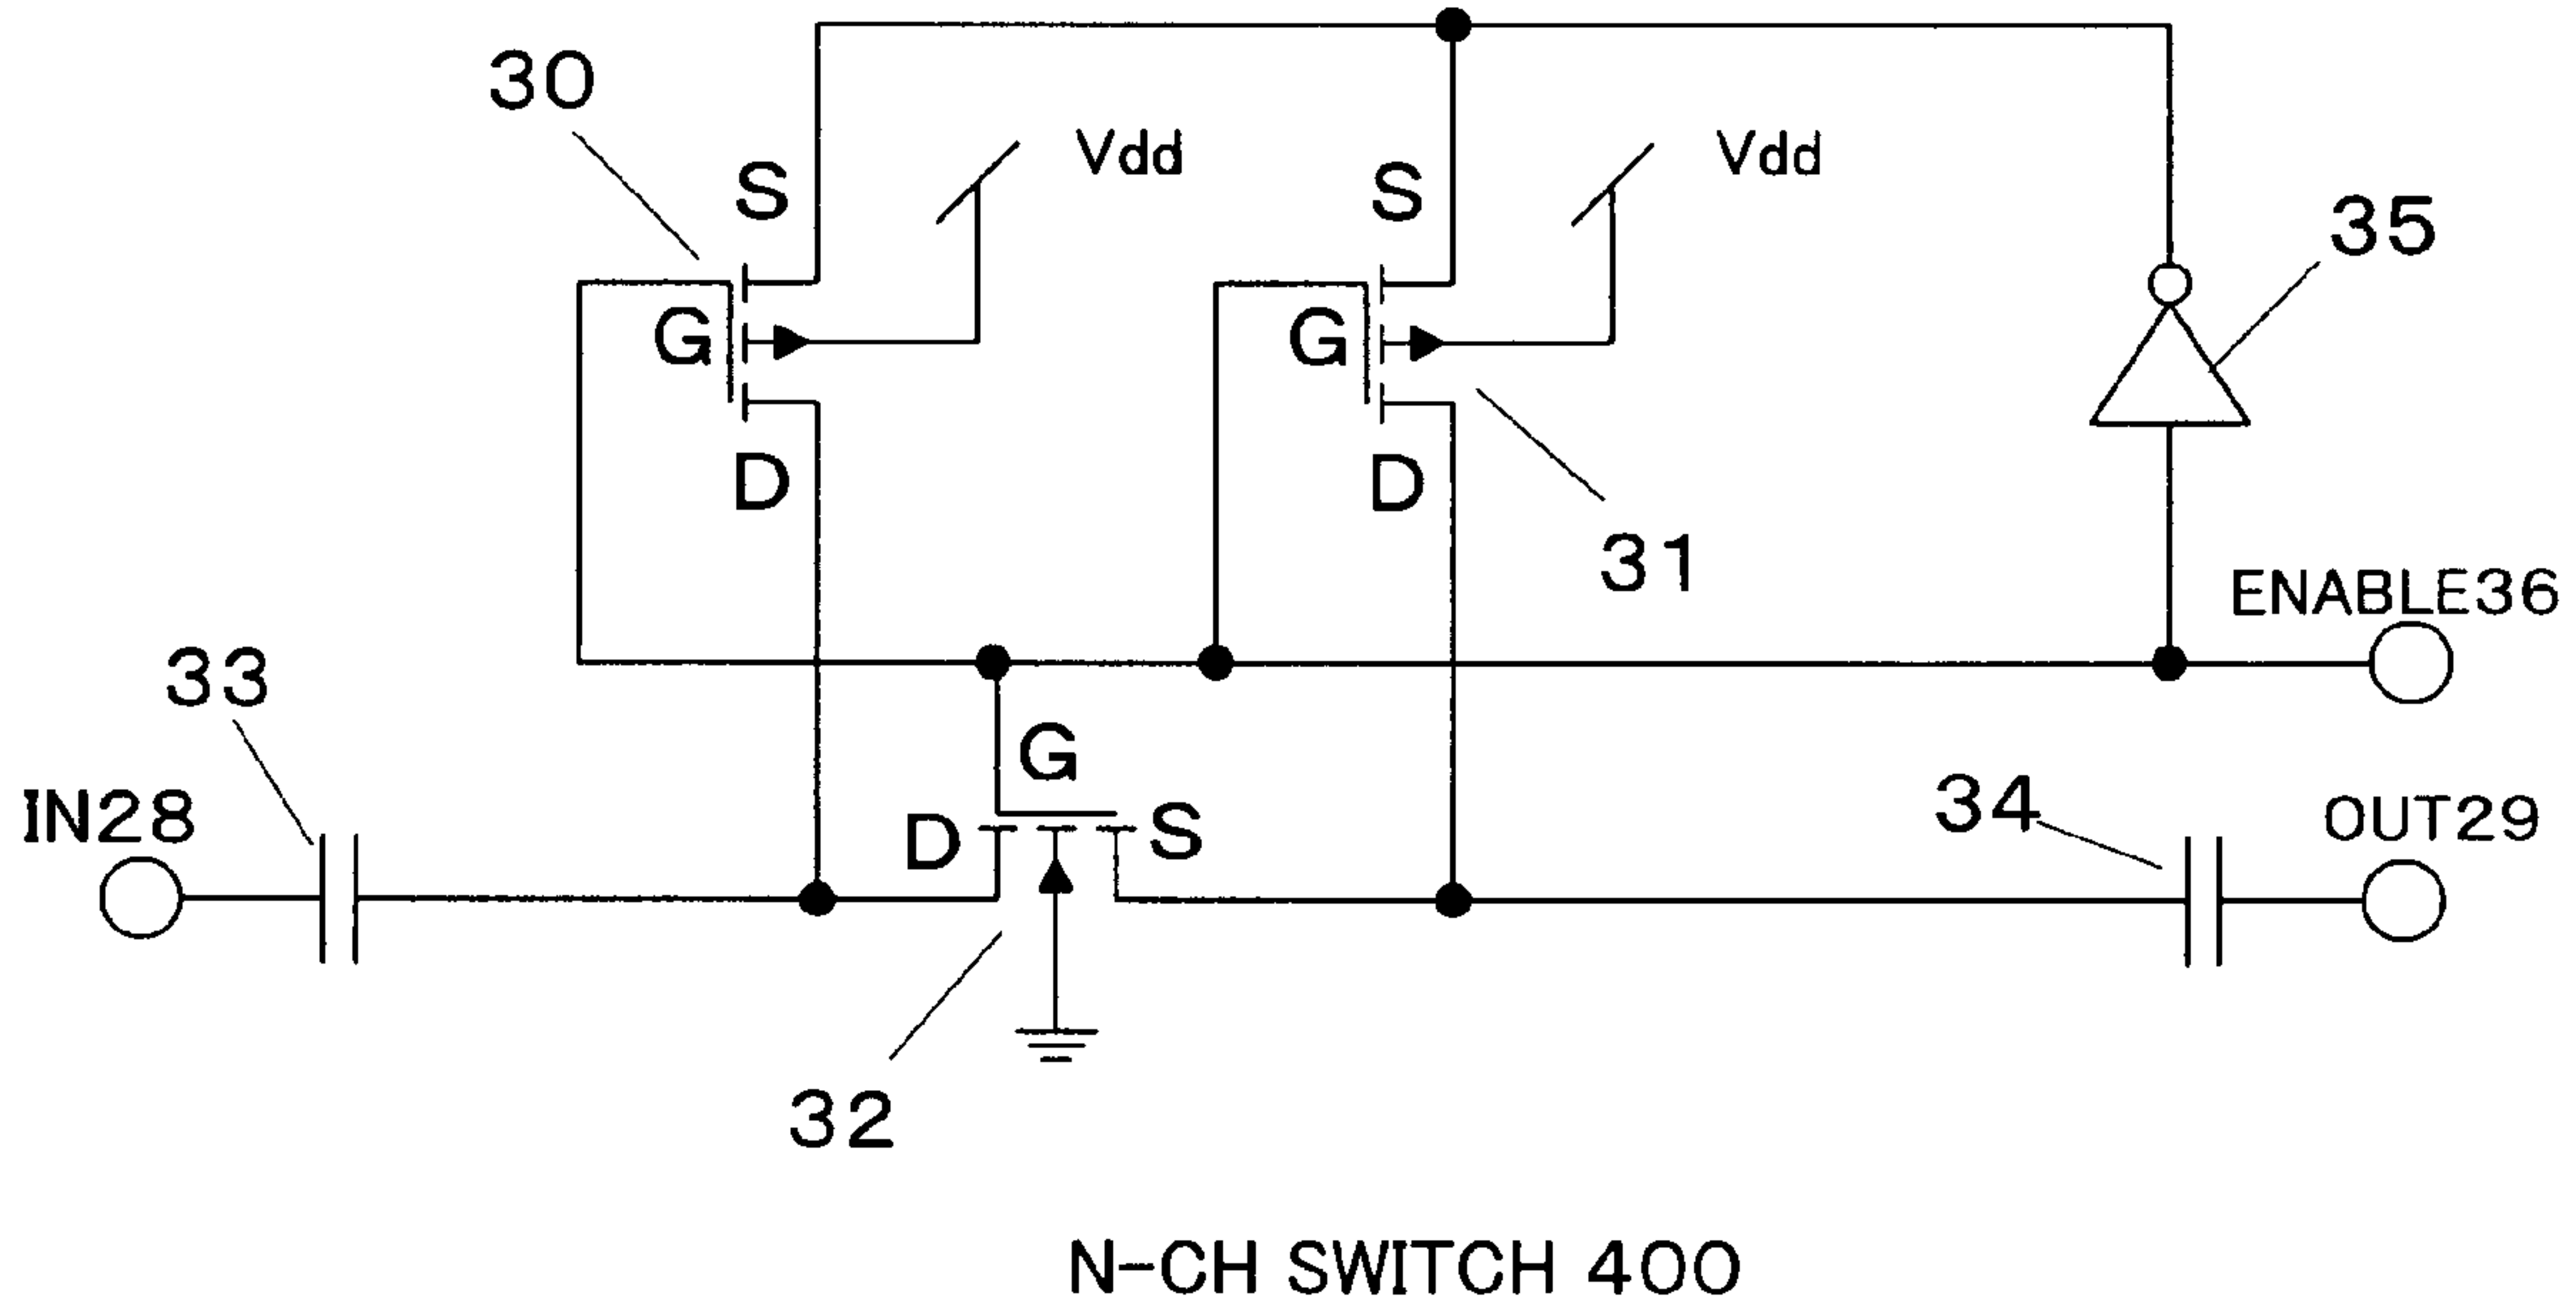 30
Vdd
Vdd
S
S
35
G
G
D
D
31
ENABLE36
33
G
IN28
D
S
34
OUT29
32
N-CH SWITCH 400